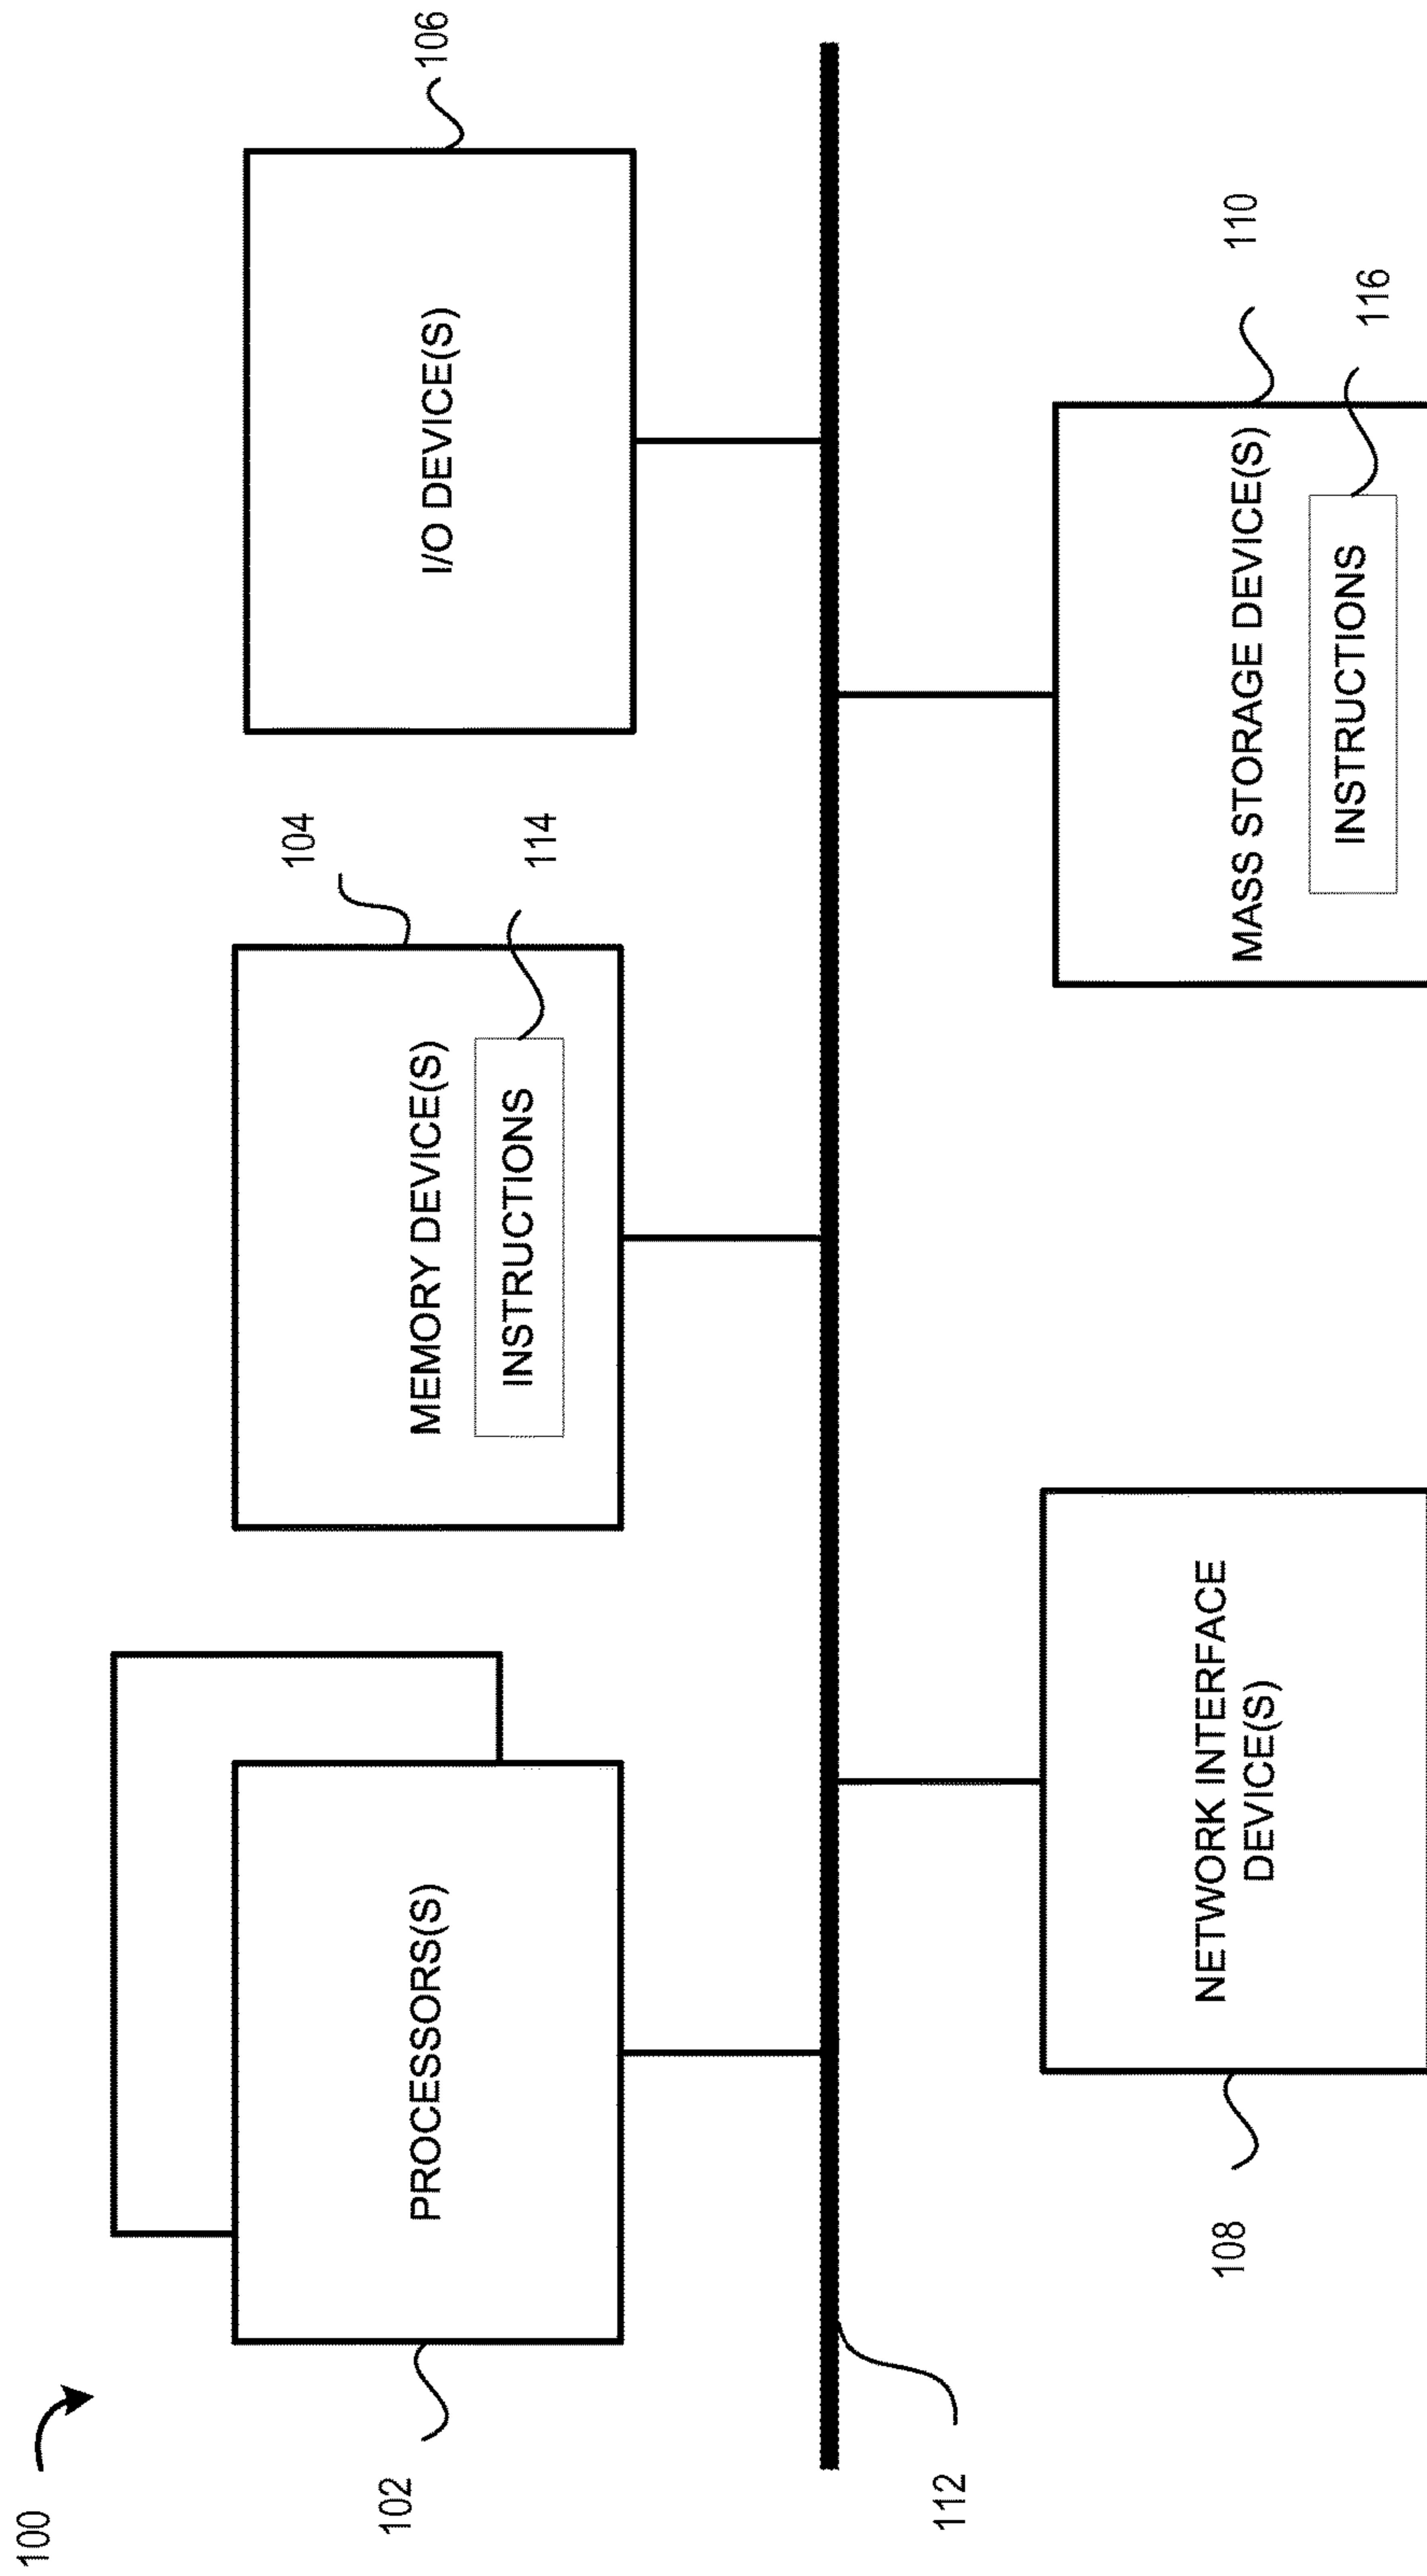 100
102
PROCESSORS(S)
104
MEMORY DEVICE(S)
INSTRUCTIONS
114
106
I/O DEVICE(S)
112
108
NETWORK INTERFACE
DEVICE(S)
110
MASS STORAGE DEVICE(S)
INSTRUCTIONS
116